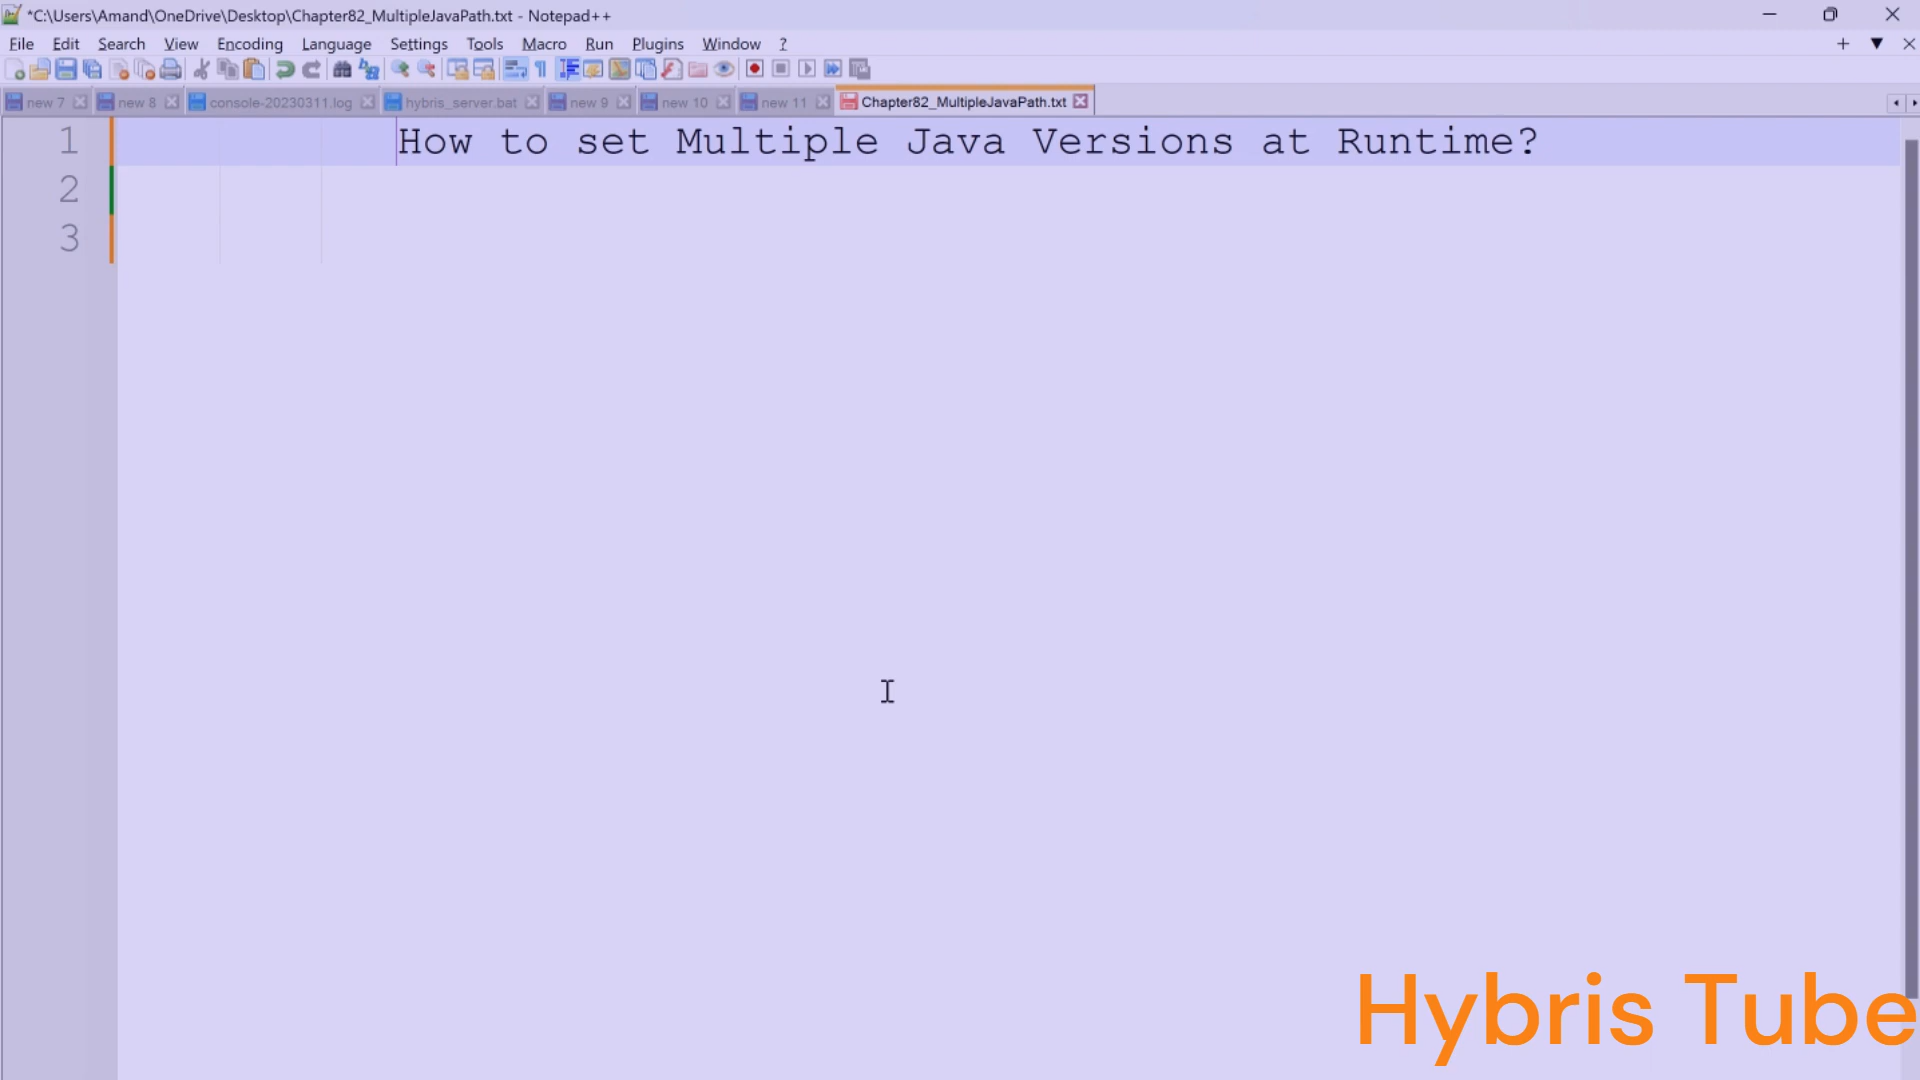 *C:\Users\Amand\OneDrive\Desktop\Chapter82_MultipleJavaPath.txt - Notepad++
File Edit Search View Encoding Language Settings Tools Macro Run Plugins Window ?
new 7 new 8 console-20230311.log hybris_server.bat new 9 new 10 new 11 Chapter82_MultipleJavaPath.txt
1 How to set Multiple Java Versions at Runtime?
2
3
Hybris Tube